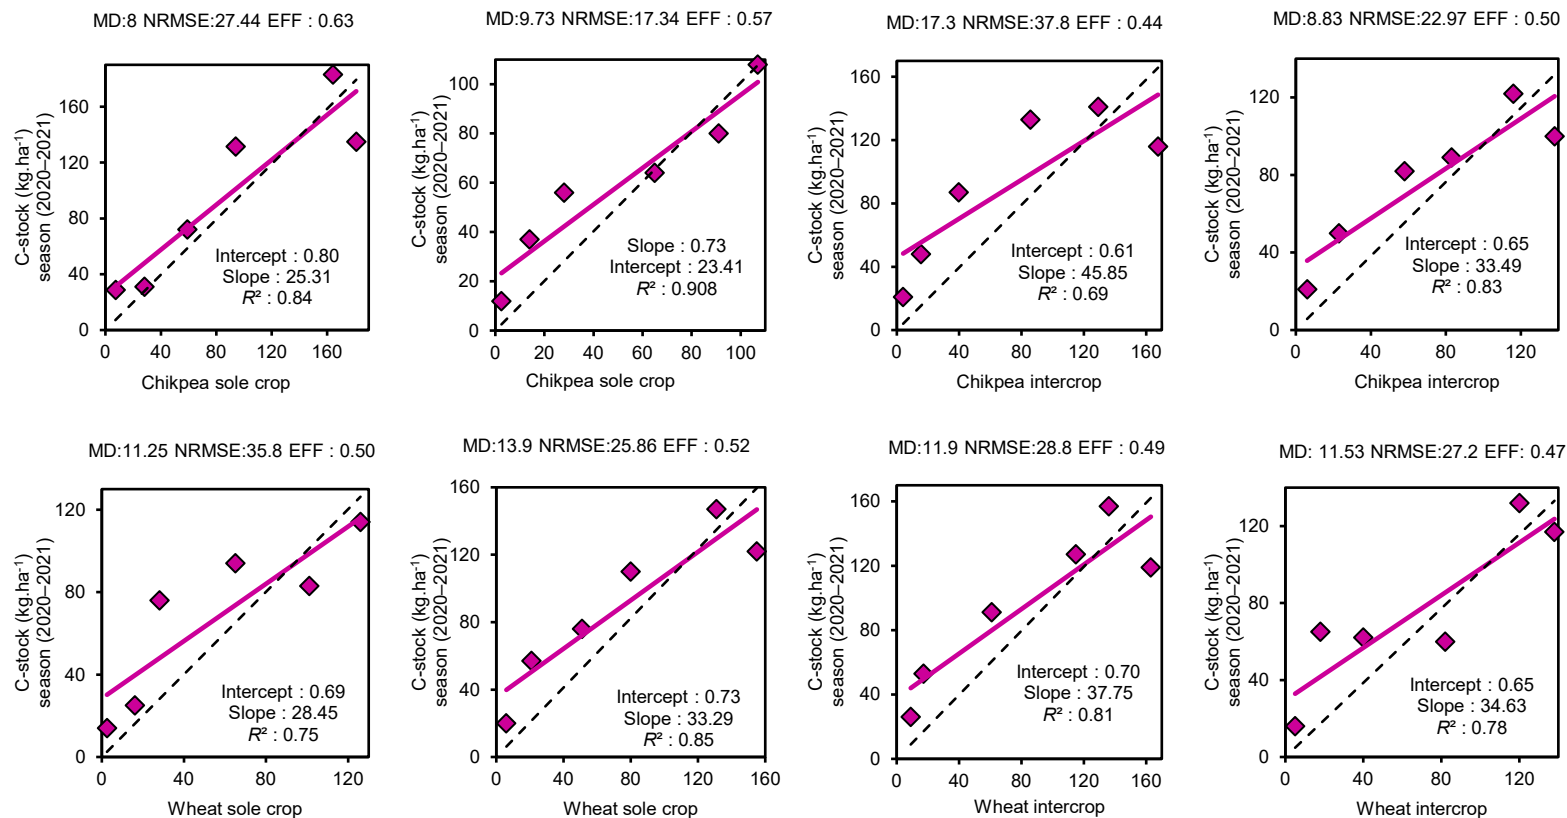 MD:8 NRMSE:27.44 EFF : 0.63
C-stock (kg.ha⁻¹)
season (2020–2021)
160
120
80
40
0
Intercept : 0.80
Slope : 25.31
R² : 0.84
0 40 80 120 160
Chikpea sole crop
MD:9.73 NRMSE:17.34 EFF : 0.57
C-stock (kg.ha⁻¹)
season (2020–2021)
100
80
60
40
20
0
Slope : 0.73
Intercept : 23.41
R² : 0.908
0 20 40 60 80 100
Chikpea sole crop
MD:17.3 NRMSE:37.8 EFF : 0.44
C-stock (kg.ha⁻¹)
season (2020–2021)
160
120
80
40
0
Intercept : 0.61
Slope : 45.85
R² : 0.69
0 40 80 120 160
Chikpea intercrop
MD:8.83 NRMSE:22.97 EFF : 0.50
C-stock (kg.ha⁻¹)
season (2020–2021)
120
80
40
0
Intercept : 0.65
Slope : 33.49
R² : 0.83
0 40 80 120
Chikpea intercrop
MD:11.25 NRMSE:35.8 EFF : 0.50
C-stock (kg.ha⁻¹)
season (2020–2021)
120
80
40
0
Intercept : 0.69
Slope : 28.45
R² : 0.75
0 40 80 120
Wheat sole crop
MD:13.9 NRMSE:25.86 EFF : 0.52
C-stock (kg.ha⁻¹)
season (2020–2021)
160
120
80
40
0
Intercept : 0.73
Slope : 33.29
R² : 0.85
0 40 80 120 160
Wheat sole crop
MD:11.9 NRMSE:28.8 EFF : 0.49
C-stock (kg.ha⁻¹)
season (2020–2021)
160
120
80
40
0
Intercept : 0.70
Slope : 37.75
R² : 0.81
0 40 80 120 160
Wheat intercrop
MD: 11.53 NRMSE:27.2 EFF: 0.47
C-stock (kg.ha⁻¹)
season (2020–2021)
120
80
40
0
Intercept : 0.65
Slope : 34.63
R² : 0.78
0 40 80 120
Wheat intercrop